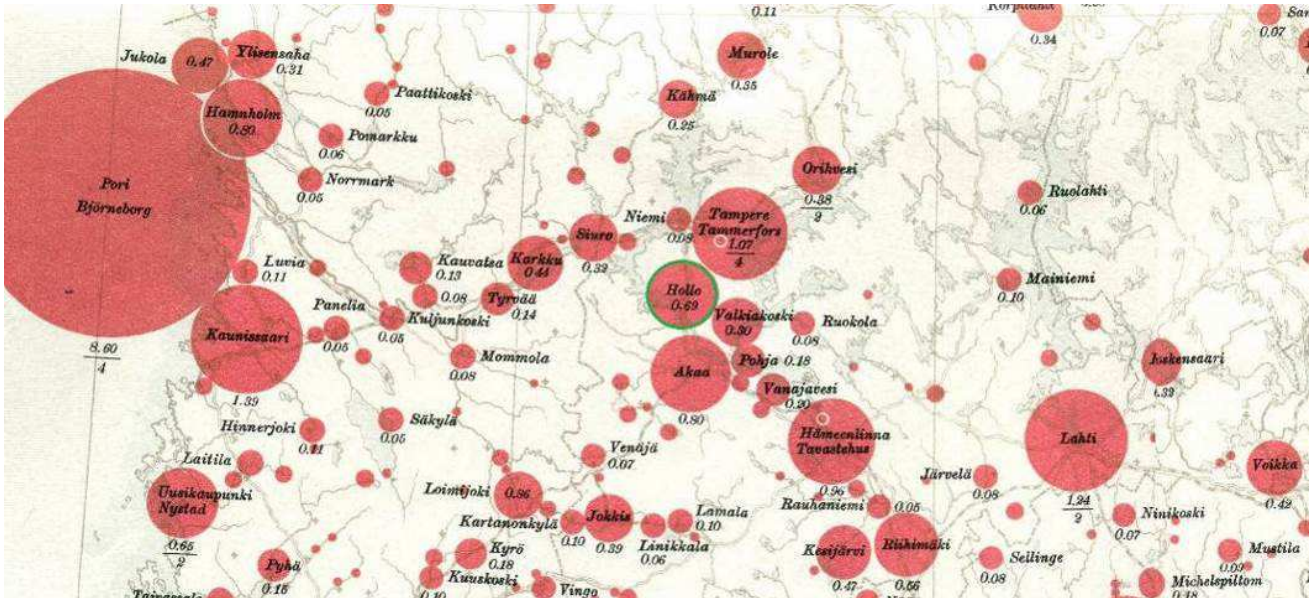 0.11
0.34
San
0.07
Jukola
0.47
Ylisensaha
0.31
Murole
0.35
Hamnholm
0.80
Paattikoski
0.05
Kähmä
0.25
Pomarkku
0.06
Norrmark
0.05
Orikvesi
0.38
2
Ruolahti
0.06
Pori
Björneborg
8.60
4
Niemi
0.08
Tampere
Tammerfors
1.07
4
Siuro
0.32
Karkku
0.44
Luvia
0.11
Kauvatsa
0.13
0.08
Tyrvää
0.14
Hollo
0.69
Mainiemi
0.10
Kaunissaari
1.39
Panelia
0.05
Kuljunkoski
0.05
Valkiakoski
0.30
Ruokola
0.08
Mommola
0.08
Akaa
0.80
Pohja 0.18
Vanajavesi
0.20
Hinnerjoki
0.11
Säkylä
0.05
Venäjä
0.07
Hämeenlinna
Tavastehus
0.96
Lahti
1.24
2
Laitila
Uusikaupunki
Nystad
0.65
2
Loimijoki
0.86
Kartanonkylä
0.10
Jokkis
0.39
Lamala
0.10
Linikkala
0.06
Rauhaniemi
0.05
Järvelä
0.08
Voikka
0.42
Ninikoski
0.07
Pyhä
0.15
Kyrö
0.18
Kuuskoski
0.10
Vingo
Kesijärvi
0.47
Riihimäki
0.56
Sellinge
0.08
Mustila
0.09
Michelspiltom
0.18